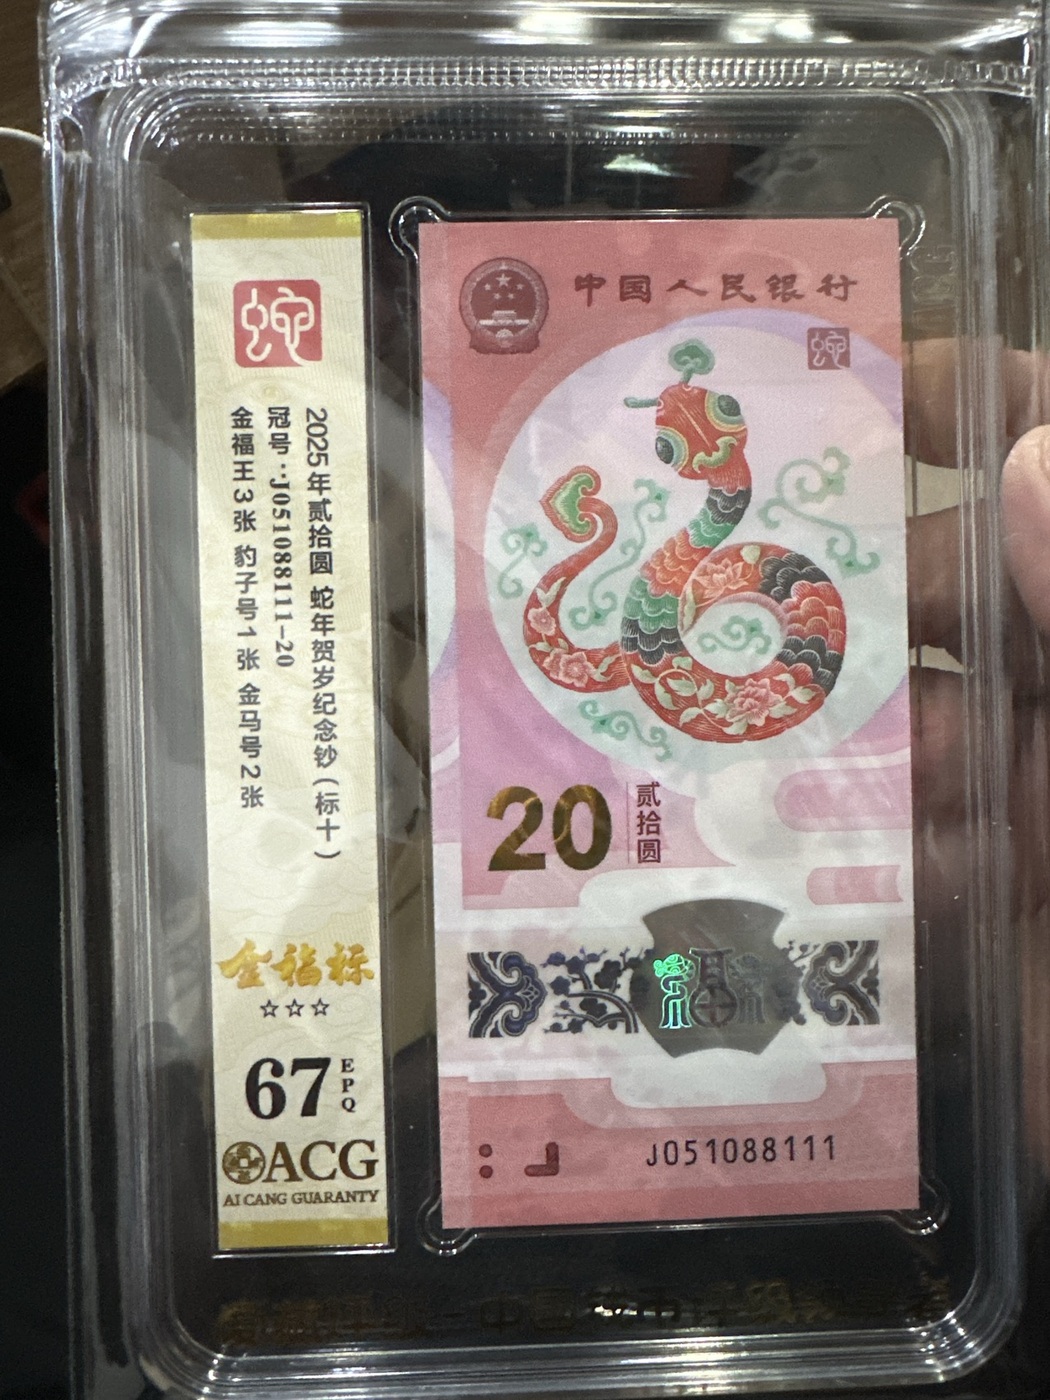 蛇
2025年贰拾圆 蛇年贺岁纪念钞（标十）
冠号：J051088111-20
金福王3张 豹子号1张 金马号2张
金福标
☆☆☆
67 EPQ
ACG
AI CANG GUARANTY
中国人民银行
蛇
20 贰拾圆
福
J051088111